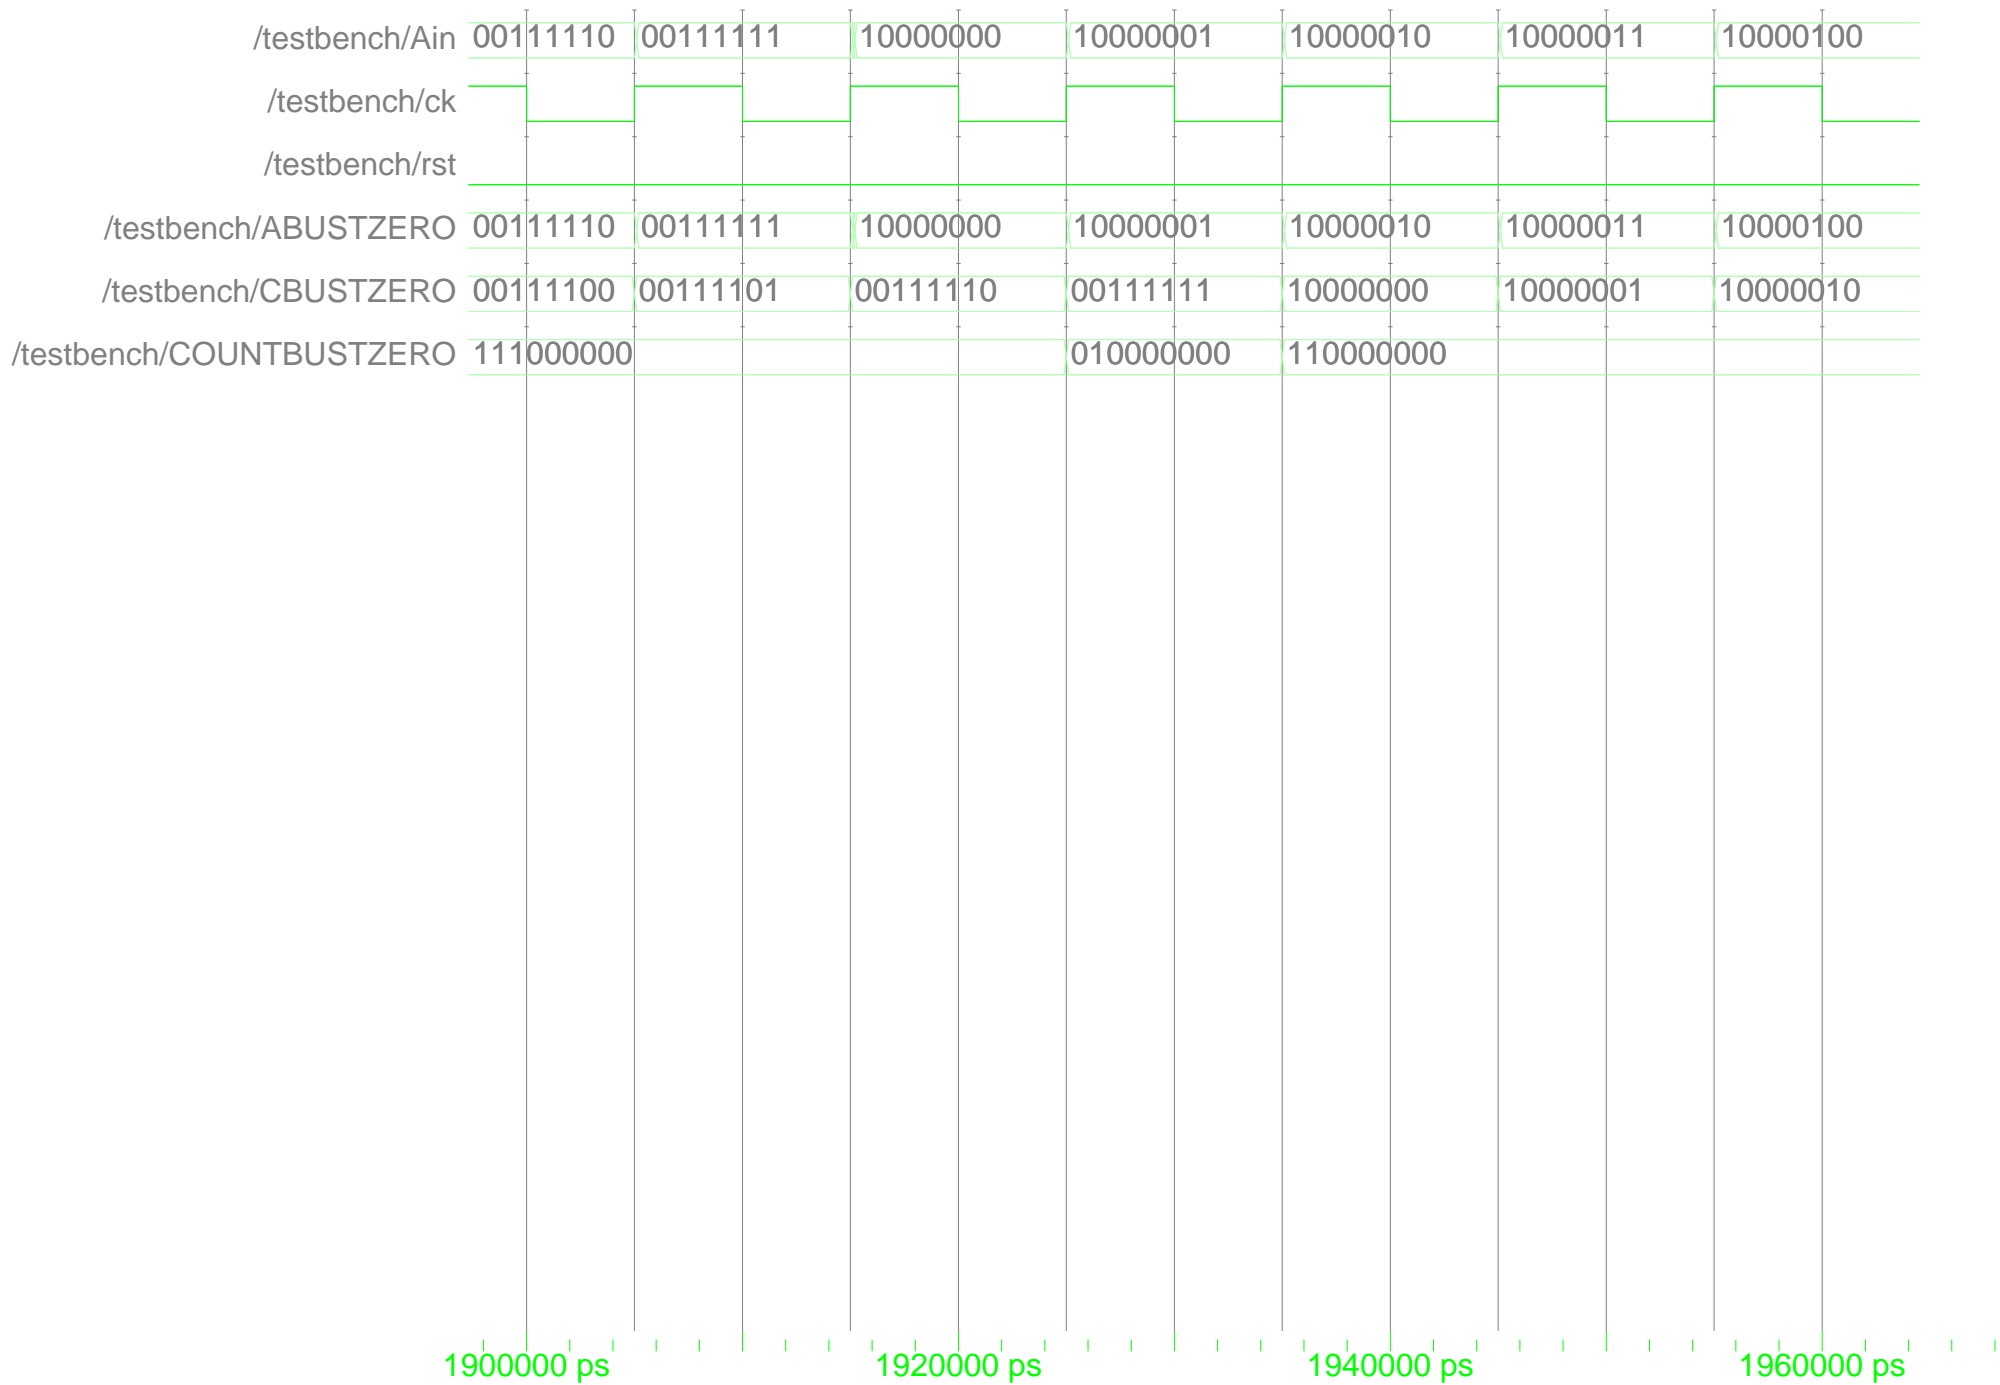 /testbench/Ain 00111110 00111111 10000000 10000001 10000010 10000011 10000100
/testbench/ck
/testbench/rst
/testbench/ABUSTZERO 00111110 00111111 10000000 10000001 10000010 10000011 10000100
/testbench/CBUSTZERO 00111100 00111101 00111110 00111111 10000000 10000001 10000010
/testbench/COUNTBUSTZERO 111000000 010000000 110000000
1900000 ps 1920000 ps 1940000 ps 1960000 ps